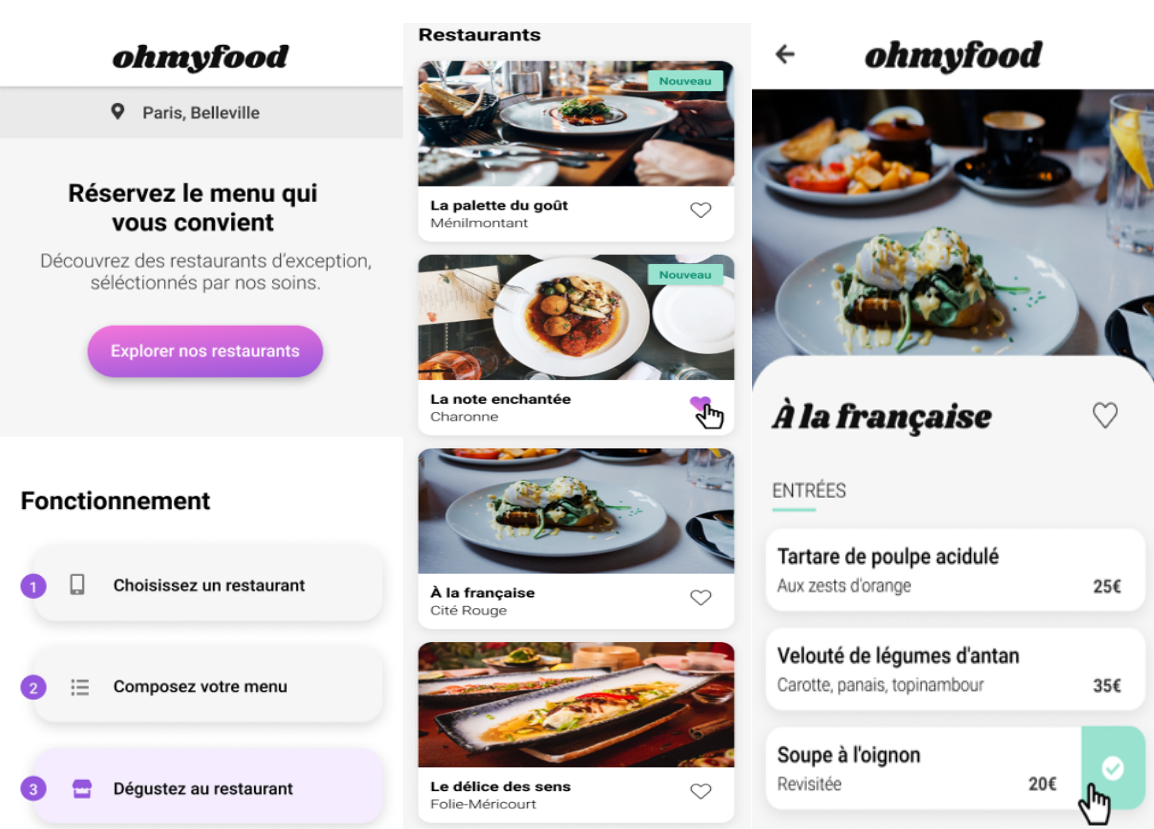 ohmyfood
Paris, Belleville
Réservez le menu qui
vous convient
Découvrez des restaurants d'exception,
séléctionnés par nos soins.
Explorer nos restaurants
Fonctionnement
1 Choisissez un restaurant
2 Composez votre menu
3 Dégustez au restaurant
Restaurants
Nouveau
La palette du goût
Ménilmontant
Nouveau
La note enchantée
Charonne
À la française
Cité Rouge
Le délice des sens
Folie-Méricourt
ohmyfood
À la française
ENTRÉES
Tartare de poulpe acidulé
Aux zests d'orange 25€
Velouté de légumes d'antan
Carotte, panais, topinambour 35€
Soupe à l'oignon
Revisitée 20€